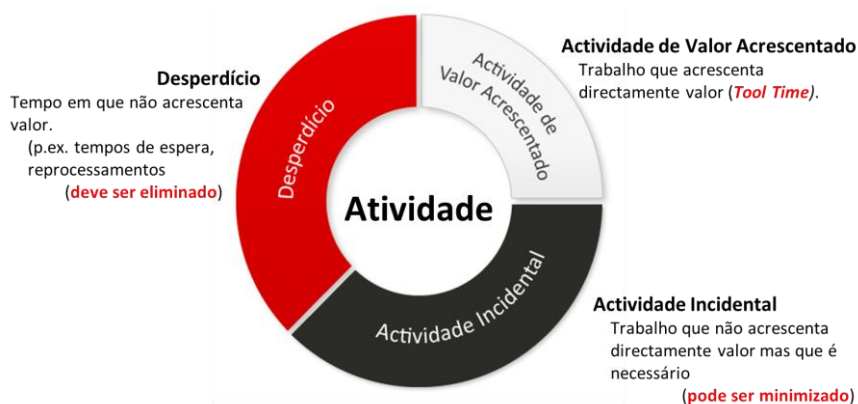 Desperdício
Tempo em que não acrescenta
valor.
(p.ex. tempos de espera,
reprocessamentos
(deve ser eliminado)
Desperdício
Actividade de
Valor Acrescentado
Actividade de Valor Acrescentado
Trabalho que acrescenta
directamente valor (Tool Time).
Atividade
Actividade Incidental
Actividade Incidental
Trabalho que não acrescenta
directamente valor mas que é
necessário
(pode ser minimizado)